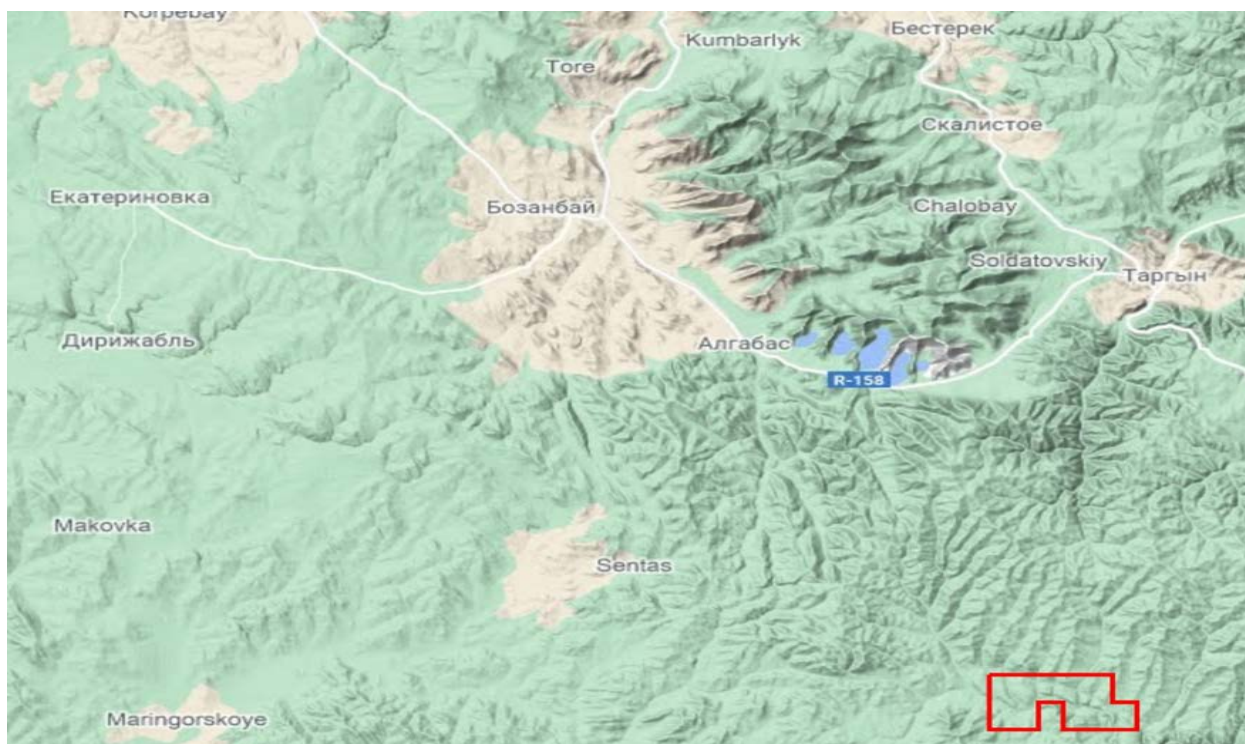 Korpebay
Kumbarlyk
Бестерек
Tore
Скалистое
Екатериновка
Бозанбай
Chalobay
Soldatovskiy
Таргын
Дирижабль
Алгабас
R-158
Makovka
Sentas
Maringorskoye